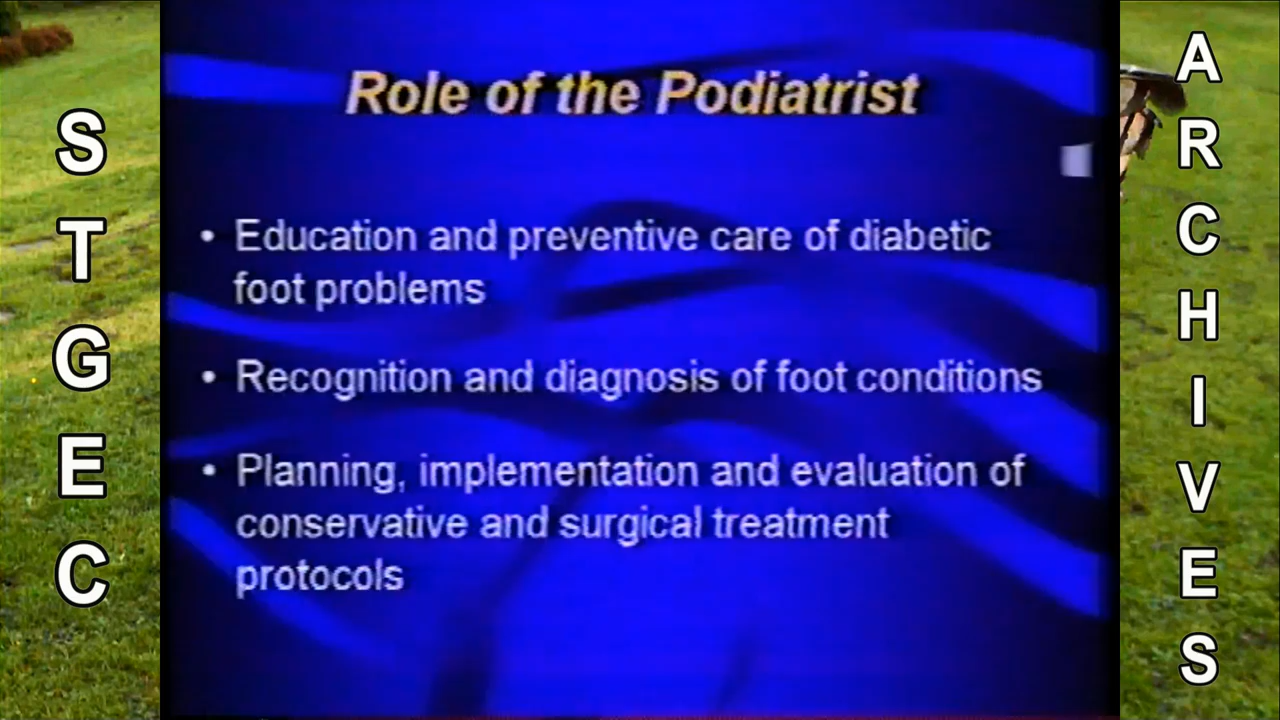 STGEC
Role of the Podiatrist
• Education and preventive care of diabetic
foot problems
• Recognition and diagnosis of foot conditions
• Planning, implementation and evaluation of
conservative and surgical treatment
protocols
ARCHIVES